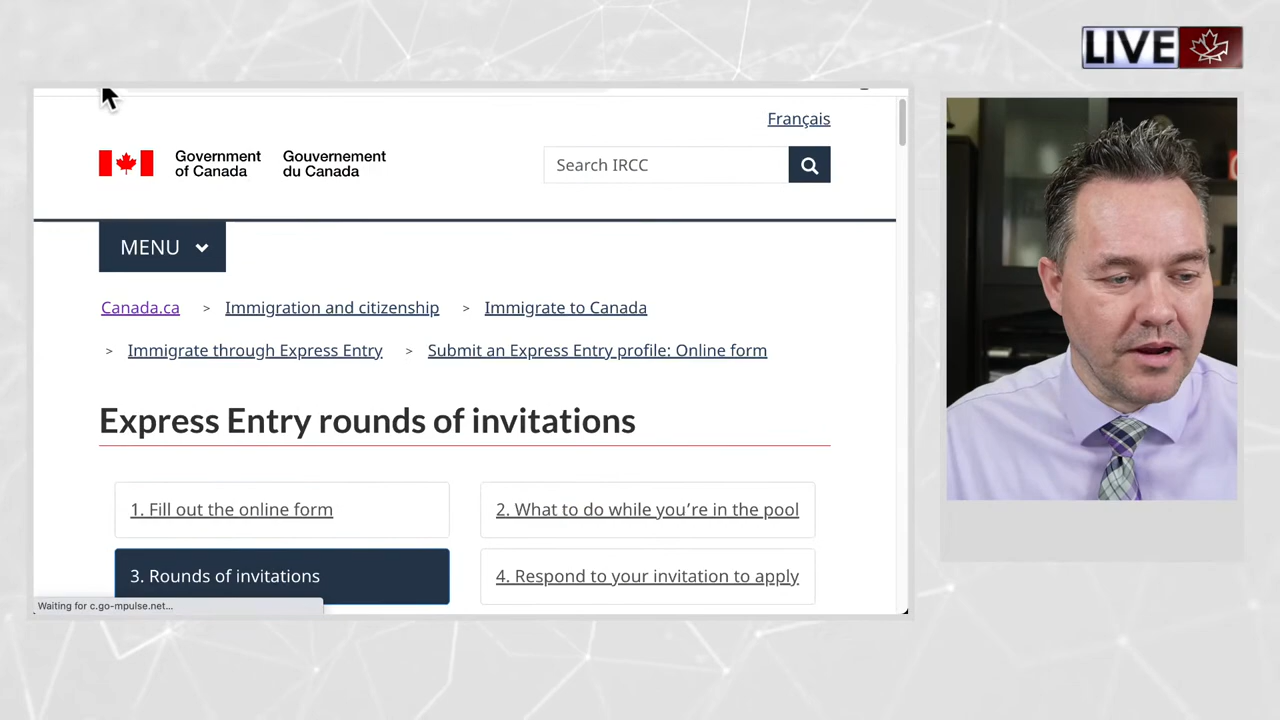 LIVE
Français
Government of Canada
Gouvernement du Canada
Search IRCC
MENU
Canada.ca > Immigration and citizenship > Immigrate to Canada
> Immigrate through Express Entry > Submit an Express Entry profile: Online form
Express Entry rounds of invitations
1. Fill out the online form
2. What to do while you're in the pool
3. Rounds of invitations
4. Respond to your invitation to apply
Waiting for c.go-mpulse.net...